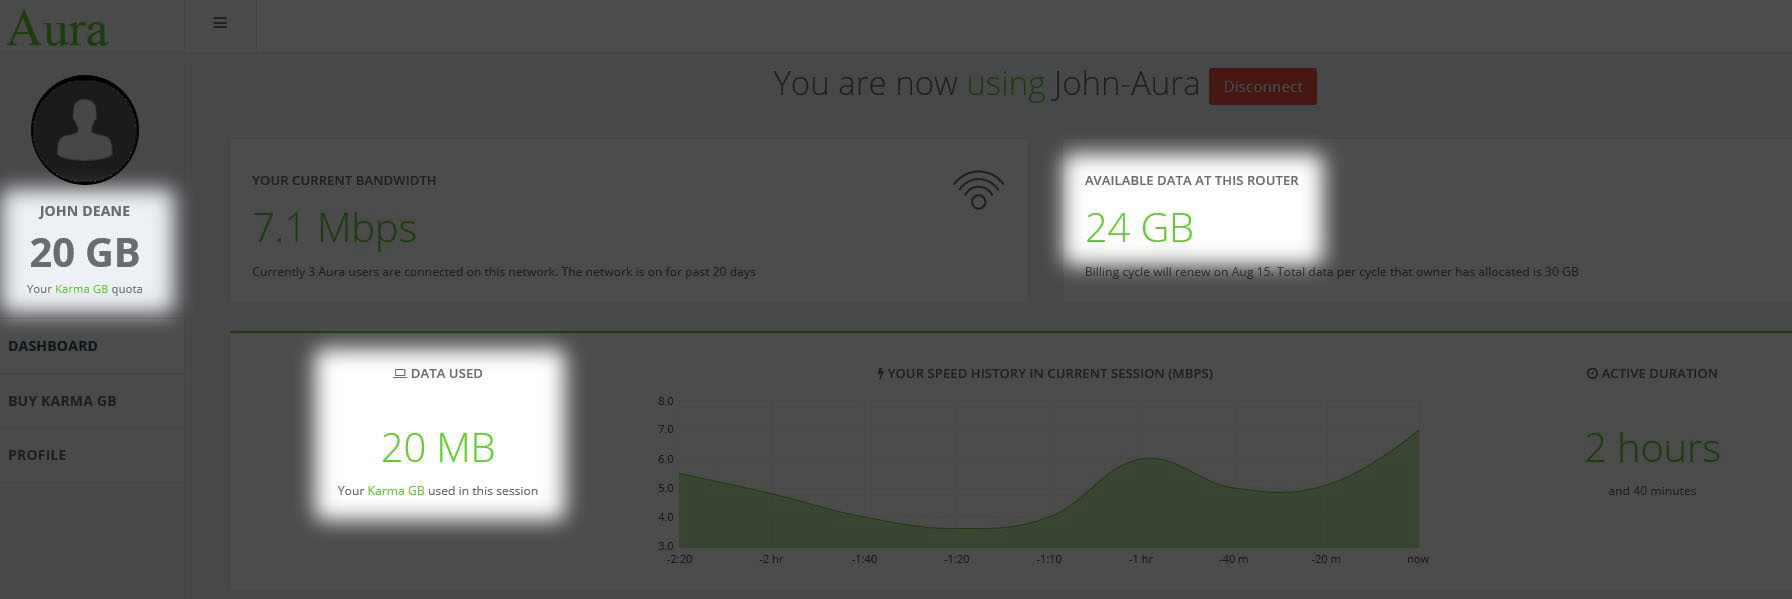 Aura
You are now using John-Aura
Disconnect
JOHN DEANE
20 GB
Your Karma GB quota
DASHBOARD
BUY KARMA GB
PROFILE
YOUR CURRENT BANDWIDTH
7.1 Mbps
Currently 3 Aura users are connected on this network. The network is on for past 20 days
AVAILABLE DATA AT THIS ROUTER
24 GB
Billing cycle will renew on Aug 15. Total data per cycle that owner has allocated is 30 GB
DATA USED
20 MB
Your Karma GB used in this session
YOUR SPEED HISTORY IN CURRENT SESSION (MBPS)
8.0
7.0
6.0
5.0
4.0
3.0
-2:20 -2 hr -1:40 -1:20 -1:10 -1 hr -40 m -20 m now
ACTIVE DURATION
2 hours
and 40 minutes